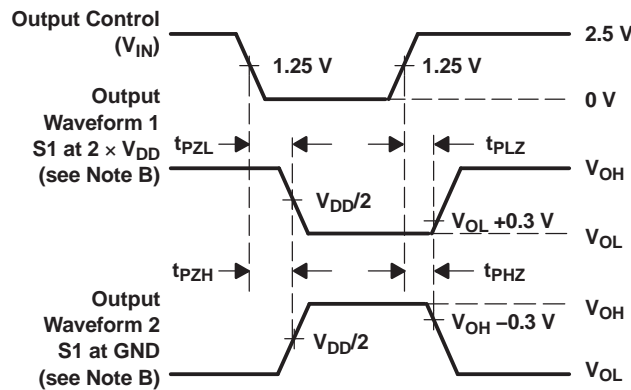 Output Control
(VIN)
2.5 V
1.25 V
1.25 V
0 V
Output
Waveform 1
S1 at 2 × VDD
(see Note B)
tPZL
tPLZ
VOH
VDD/2
VOL +0.3 V
VOL
tPZH
tPHZ
Output
Waveform 2
S1 at GND
(see Note B)
VOH
VOH −0.3 V
VDD/2
VOL